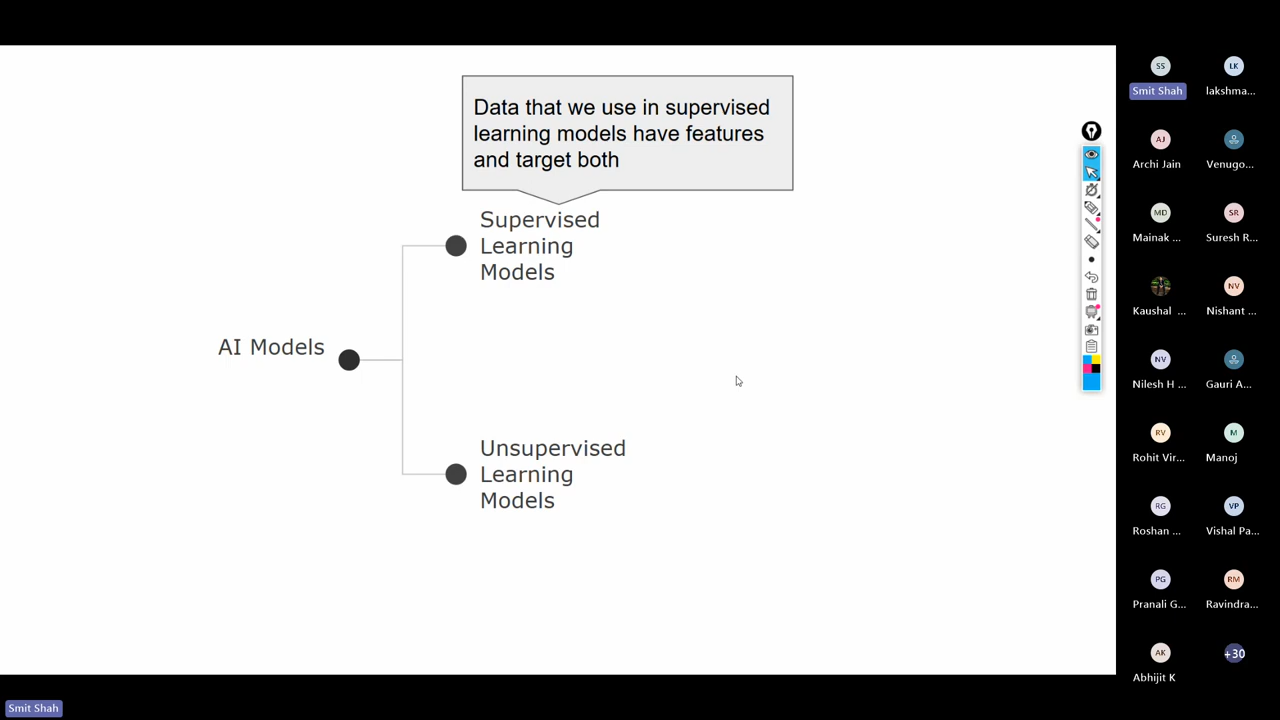 Data that we use in supervised
learning models have features
and target both
Supervised
Learning
Models
AI Models
Unsupervised
Learning
Models
SS
LK
Smit Shah
lakshma...
AJ
Archi Jain
Venugo...
MD
SR
Mainak ...
Suresh R...
NV
Kaushal ...
Nishant ...
NV
Nilesh H ...
Gauri A...
RV
M
Rohit Vir...
Manoj
RG
VP
Roshan ...
Vishal Pa...
PG
RM
Pranali G...
Ravindra...
AK
+30
Abhijit K
Smit Shah